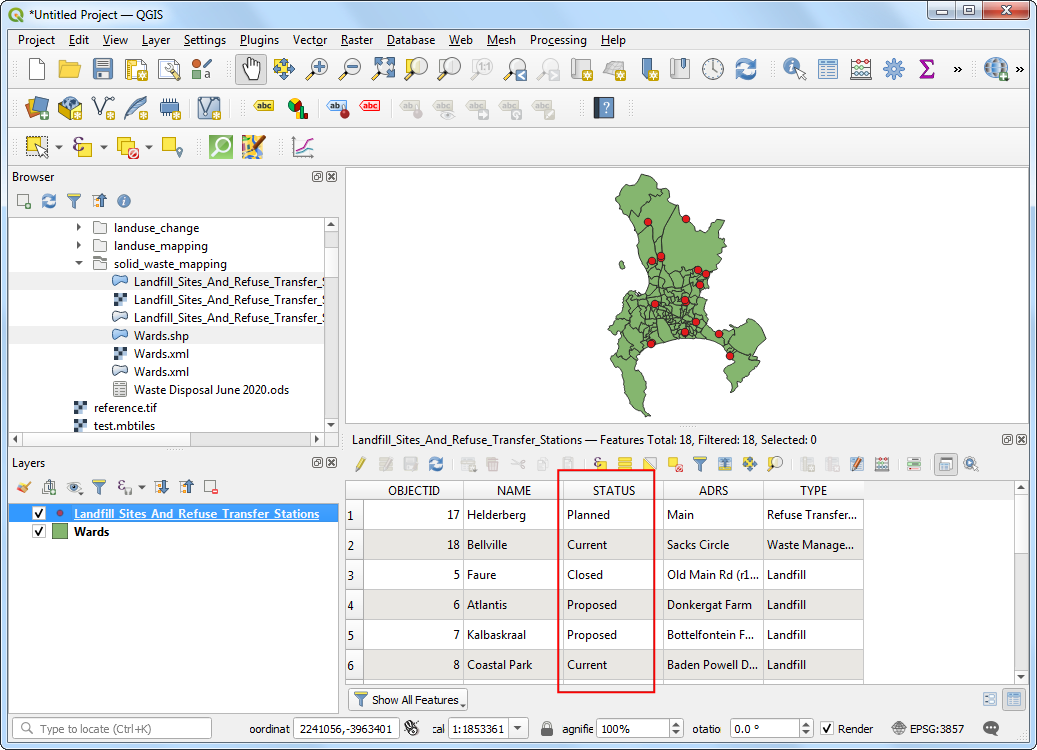 *Untitled Project — QGIS
Project Edit View Layer Settings Plugins Vector Raster Database Web Mesh Processing Help
Browser
landuse_change
landuse_mapping
solid_waste_mapping
Landfill_Sites_And_Refuse_Transfer_S
Landfill_Sites_And_Refuse_Transfer_S
Landfill_Sites_And_Refuse_Transfer_S
Wards.shp
Wards.xml
Wards.xml
Waste Disposal June 2020.ods
reference.tif
test.mbtiles
Layers
Landfill_Sites_And_Refuse_Transfer_Stations
Wards
Landfill_Sites_And_Refuse_Transfer_Stations — Features Total: 18, Filtered: 18, Selected: 0
OBJECTID NAME STATUS ADRS TYPE
1 17 Helderberg Planned Main Refuse Transfer...
2 18 Bellville Current Sacks Circle Waste Manage...
3 5 Faure Closed Old Main Rd (r1... Landfill
4 6 Atlantis Proposed Donkergat Farm Landfill
5 7 Kalbaskraal Proposed Bottelfontein F... Landfill
6 8 Coastal Park Current Baden Powell D... Landfill
Show All Features
Type to locate (Ctrl+K) oordinat 2241056,-3963401 cal 1:1853361 agnifie 100% otatio 0.0 ° Render EPSG:3857